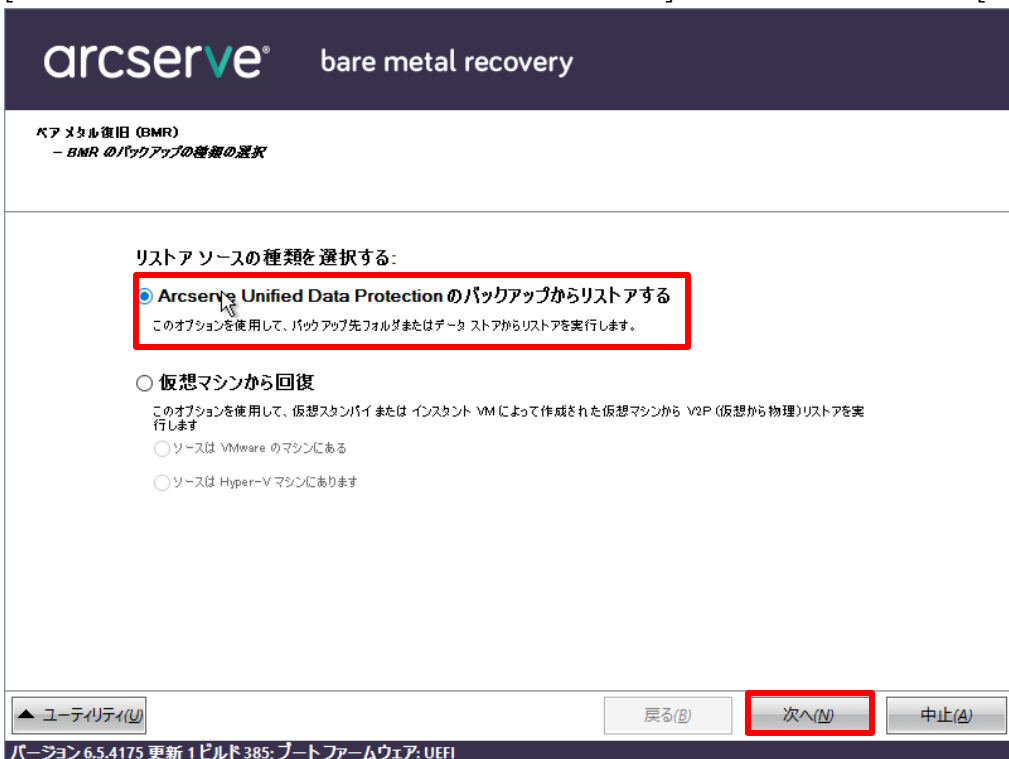 arcserve® bare metal recovery
ベア メタル復旧 (BMR)
− BMR のバックアップの種類の選択
リストア ソースの種類を選択する:
Arcserve Unified Data Protection のバックアップからリストアする
このオプションを使用して、バックアップ先フォルダまたはデータ ストアからリストアを実行します。
仮想マシンから回復
このオプションを使用して、仮想スタンバイ または インスタント VM によって作成された仮想マシンから V2P (仮想から物理)リストアを実
行します
ソースは VMware のマシンにある
ソースは Hyper-V マシンにあります
▲ ユーティリティ(U)
戻る(B)
次へ(N)
中止(A)
バージョン 6.5.4175 更新 1 ビルド 385: ブート ファームウェア: UEFI